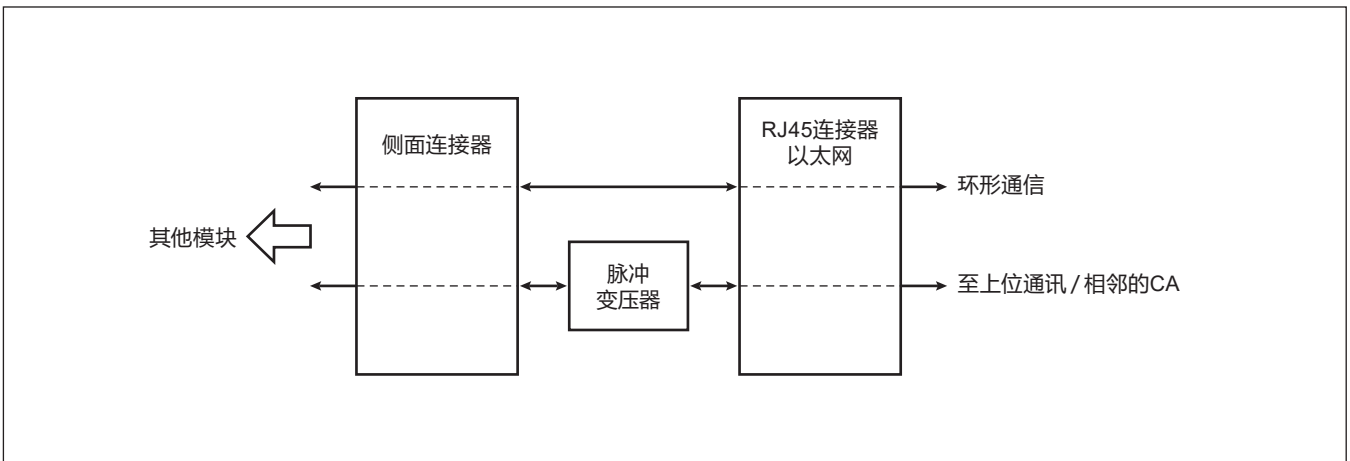 侧面连接器
RJ45连接器
以太网
环形通信
其他模块
脉冲
变压器
至上位通讯 / 相邻的CA